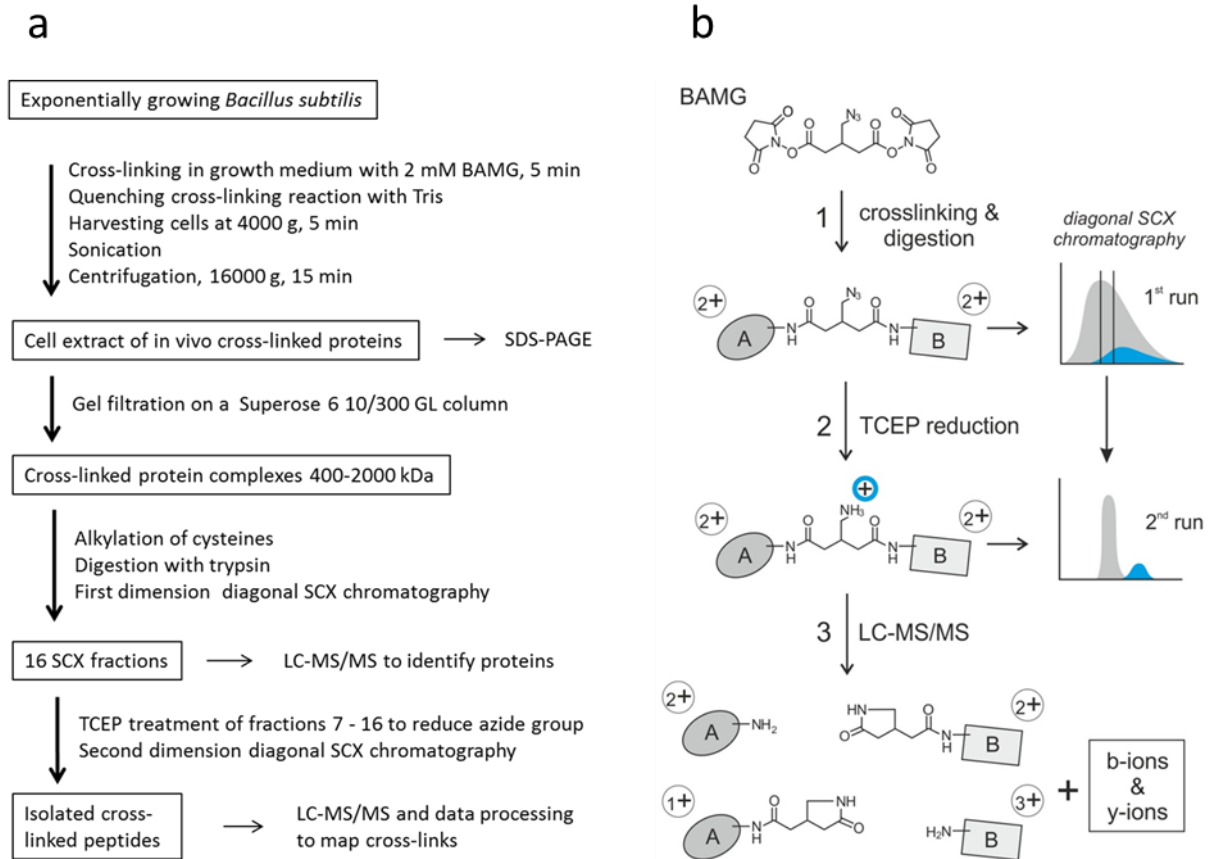 a
Exponentially growing Bacillus subtilis
Cross-linking in growth medium with 2 mM BAMG, 5 min
Quenching cross-linking reaction with Tris
Harvesting cells at 4000 g, 5 min
Sonication
Centrifugation, 16000 g, 15 min
Cell extract of in vivo cross-linked proteins
SDS-PAGE
Gel filtration on a Superose 6 10/300 GL column
Cross-linked protein complexes 400-2000 kDa
Alkylation of cysteines
Digestion with trypsin
First dimension diagonal SCX chromatography
16 SCX fractions
LC-MS/MS to identify proteins
TCEP treatment of fractions 7 - 16 to reduce azide group
Second dimension diagonal SCX chromatography
Isolated cross-
linked peptides
LC-MS/MS and data processing
to map cross-links
b
BAMG
O
O
N
O
O
N₃
O
O
N
O
O
1
crosslinking &
digestion
diagonal SCX
chromatography
2+
A
N
H
O
N₃
O
N
H
B
2+
1st run
2
TCEP reduction
2+
A
N
H
O
NH₃
+
O
N
H
B
2+
2nd run
3
LC-MS/MS
2+
A
NH₂
HN
O
O
N
H
B
2+
1+
A
N
H
O
NH
O
H₂N
B
3+
+
b-ions
&
y-ions